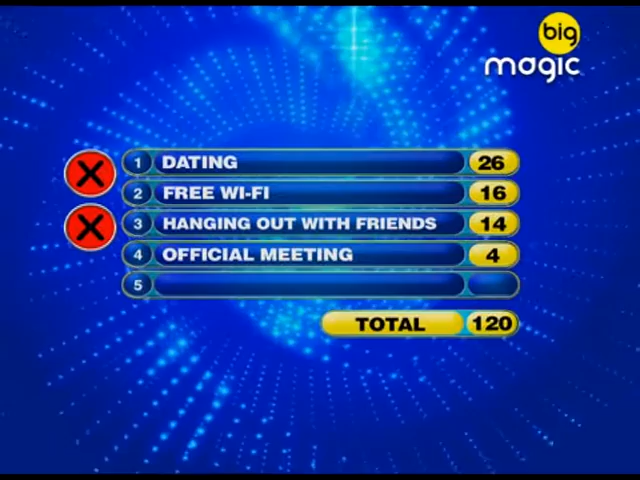 big
magic
1 DATING 26
2 FREE WI-FI 16
3 HANGING OUT WITH FRIENDS 14
4 OFFICIAL MEETING 4
5
TOTAL 120